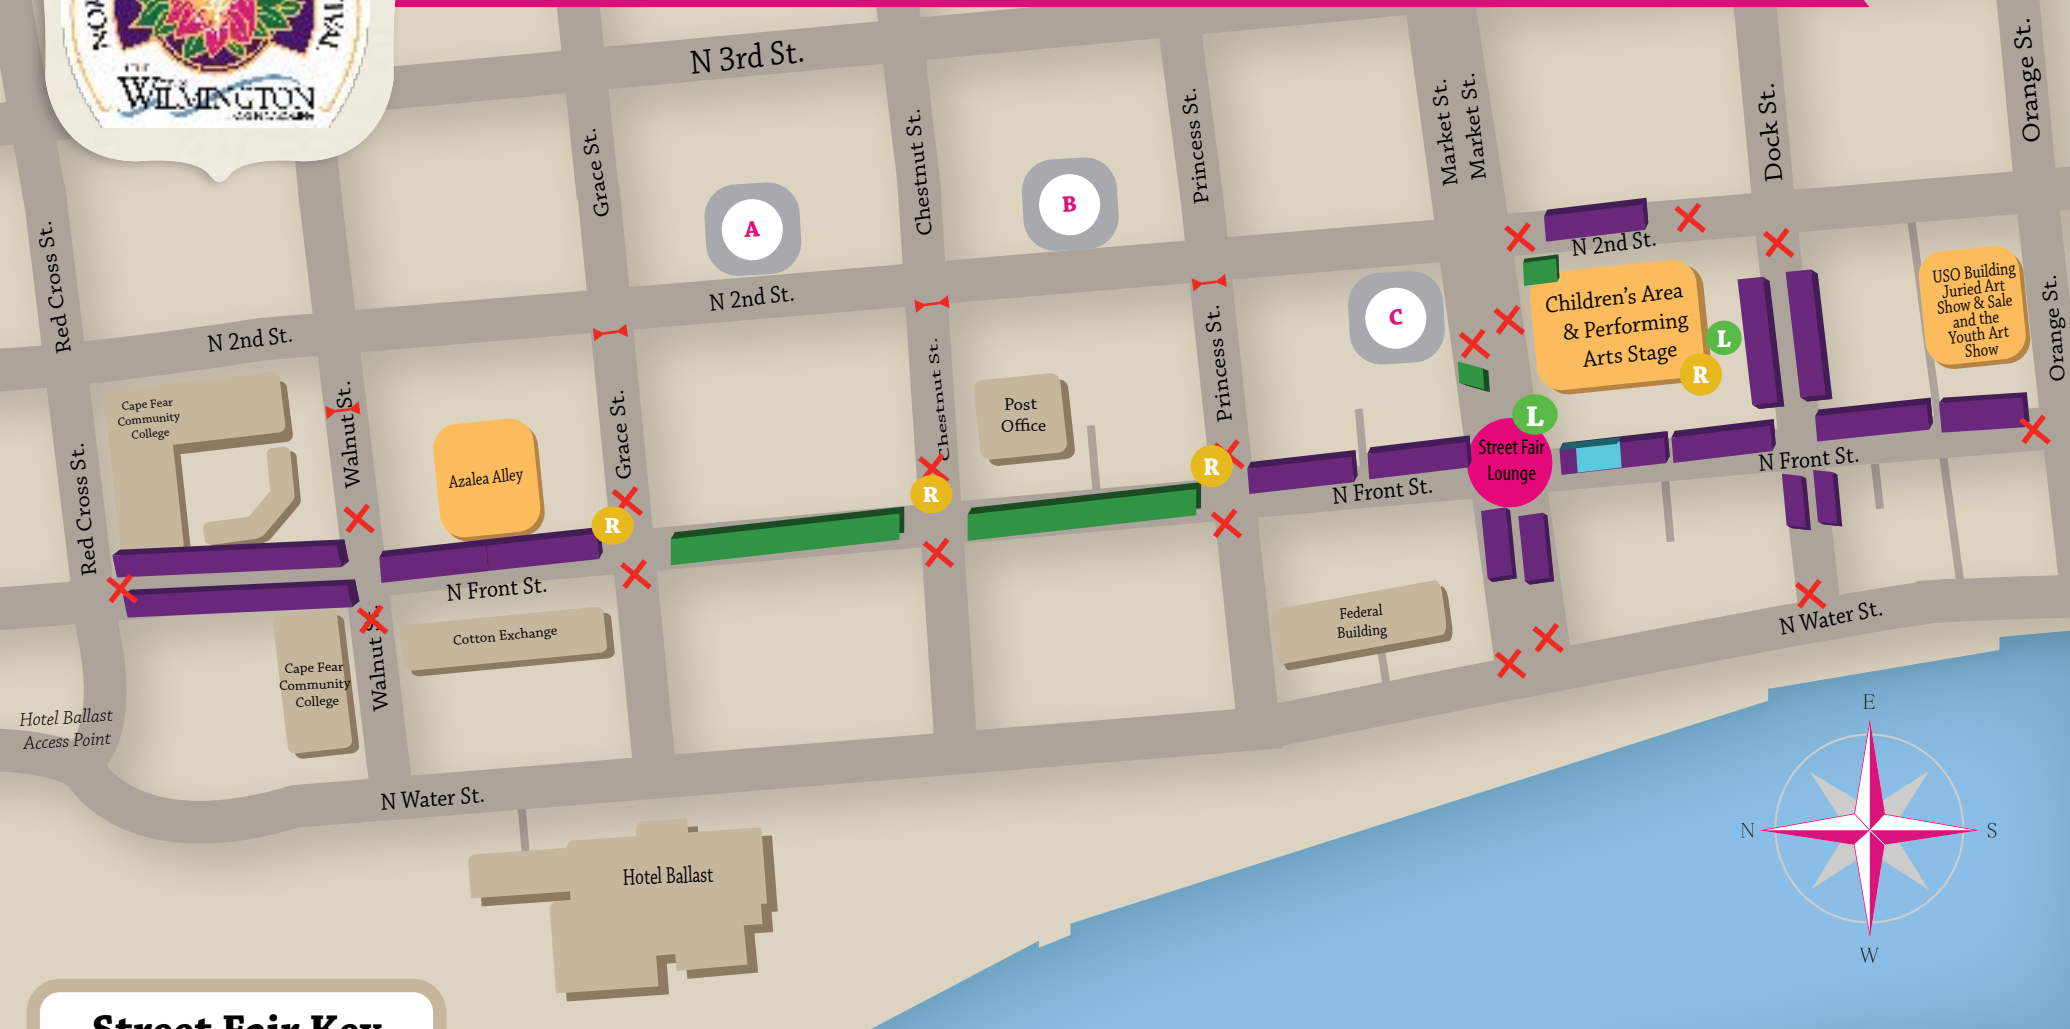 THE
WILMINGTON
N 3rd St.
Grace St.
Chestnut St.
Princess St.
Market St.
Market St.
Dock St.
Orange St.
A
B
C
Red Cross St.
N 2nd St.
N 2nd St.
N 2nd St.
Children's Area
& Performing
Arts Stage
L
R
USO Building
Juried Art
Show & Sale
and the
Youth Art
Show
Orange St.
Cape Fear
Community
College
Walnut St.
Azalea Alley
Grace St.
Chestnut St.
Post
Office
Princess St.
L
Street Fair
Lounge
R
R
R
N Front St.
N Front St.
N Front St.
Red Cross St.
Cotton Exchange
Federal
Building
Walnut St.
Cape Fear
Community
College
Hotel Ballast
Access Point
N Water St.
N Water St.
Hotel Ballast
E
N
S
W
Street Fair Key